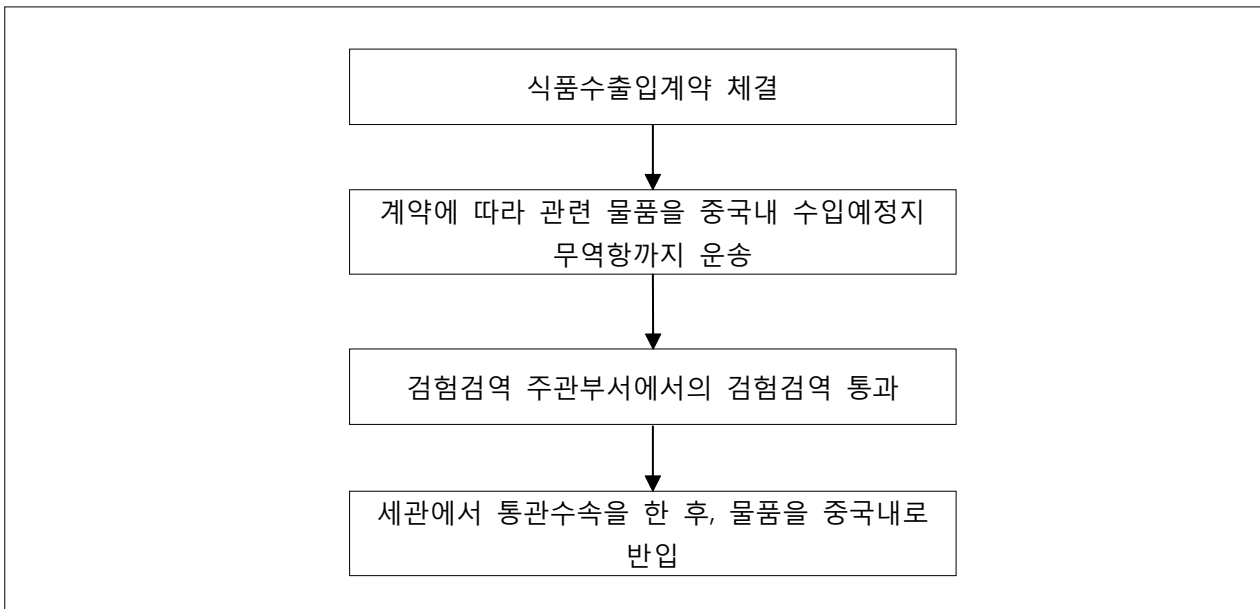 식품수출입계약 체결
계약에 따라 관련 물품을 중국내 수입예정지
무역항까지 운송
검험검역 주관부서에서의 검험검역 통과
세관에서 통관수속을 한 후, 물품을 중국내로
반입